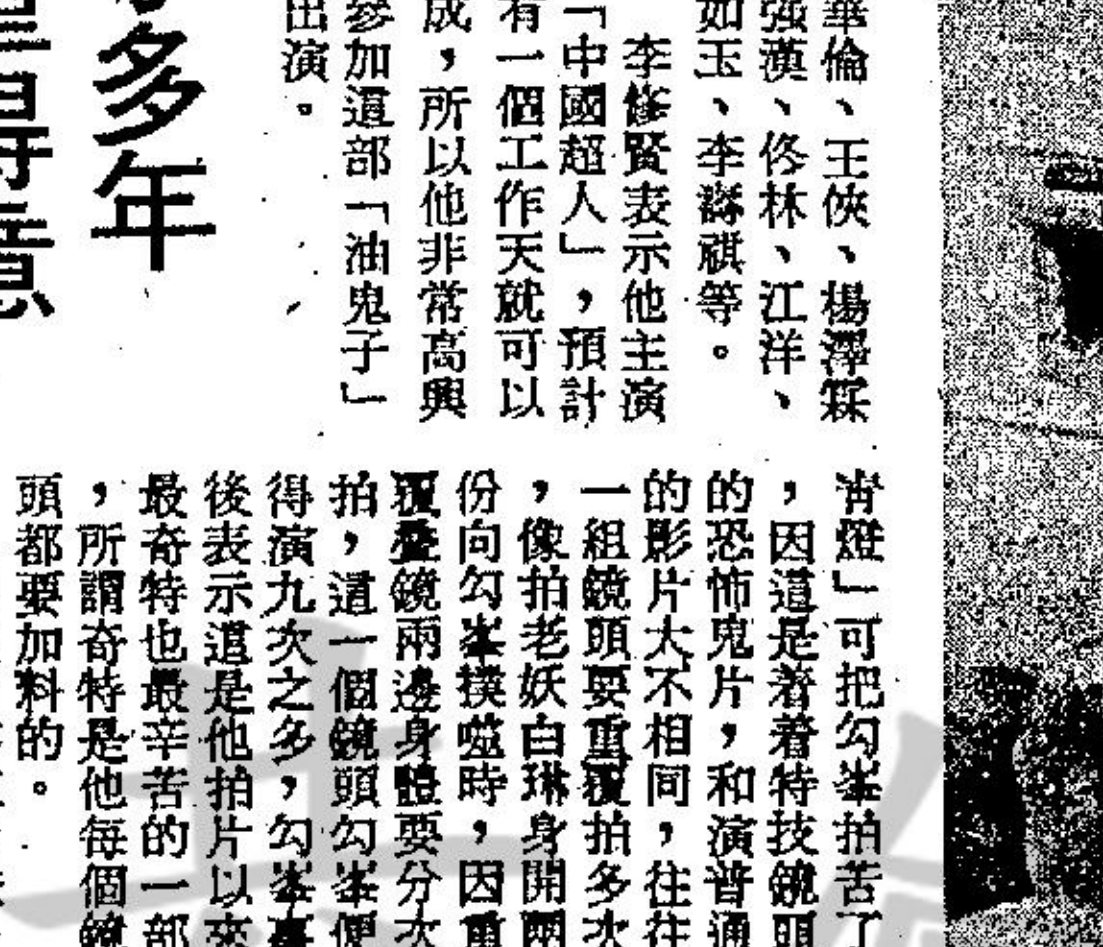 華倫、王俠、楊澤霖
強漢、佟林、江洋、
如玉、李麟祺等。
李修賢表示他主演
「中國超人」，預計
有一個工作天就可以
成，所以他非常高興
參加這部「油鬼子」
出演。
多年
宵燈」可把勾峯拍苦了
，因這是着着特技鏡頭
的恐怖鬼片，和演普通
的影片大不相同，往往
一組鏡頭要重覆拍多次
，像拍老妖白琳身開兩
份向勾峯撲噬時，因重
覆疊鏡兩邊身體要分次
拍，這一個鏡頭勾峯便
得演九次之多，勾峯事
後表示這是他拍片以來
最奇特也最辛苦的一部
，所謂奇特是他每個鏡
頭都要加料的。